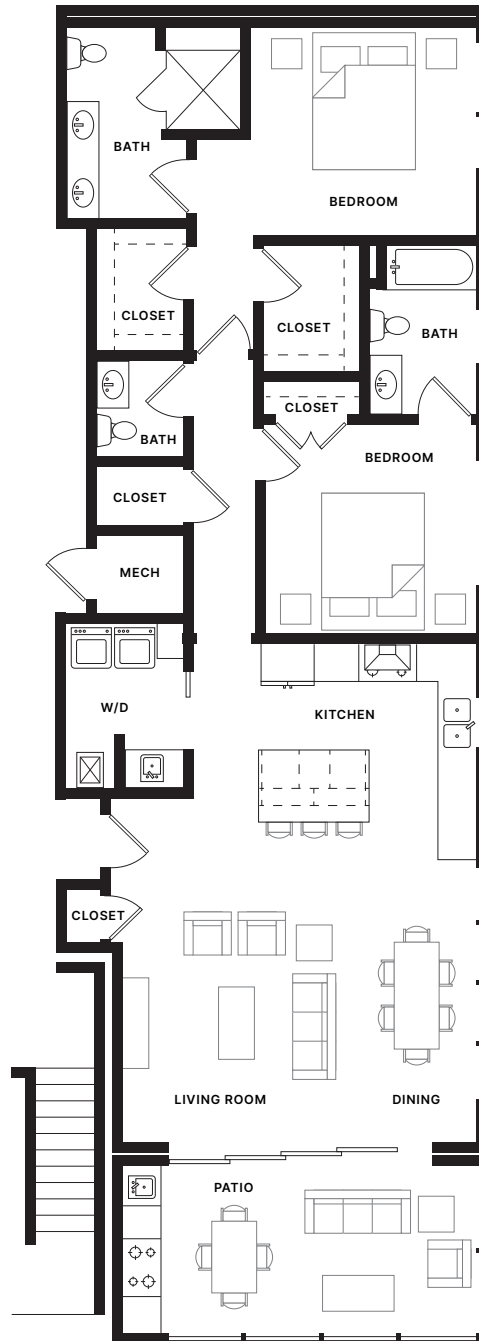 BATH
BEDROOM
CLOSET
CLOSET
BATH
CLOSET
BATH
BEDROOM
CLOSET
MECH
W/D
KITCHEN
CLOSET
LIVING ROOM
DINING
PATIO